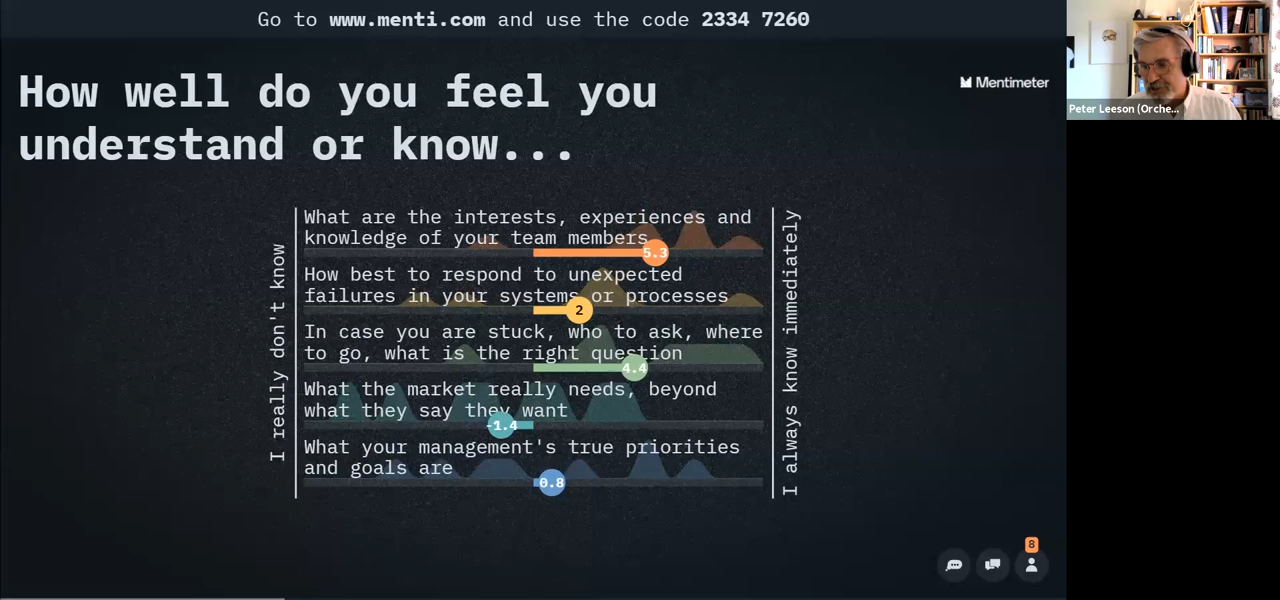 Go to www.menti.com and use the code 2334 7260
How well do you feel you
understand or know...
Mentimeter
Peter Leeson (Orche...
I really don't know
What are the interests, experiences and
knowledge of your team members
5.3
How best to respond to unexpected
failures in your systems or processes
2
In case you are stuck, who to ask, where
to go, what is the right question
4.4
What the market really needs, beyond
what they say they want
-1.4
What your management's true priorities
and goals are
0.8
I always know immediately
8